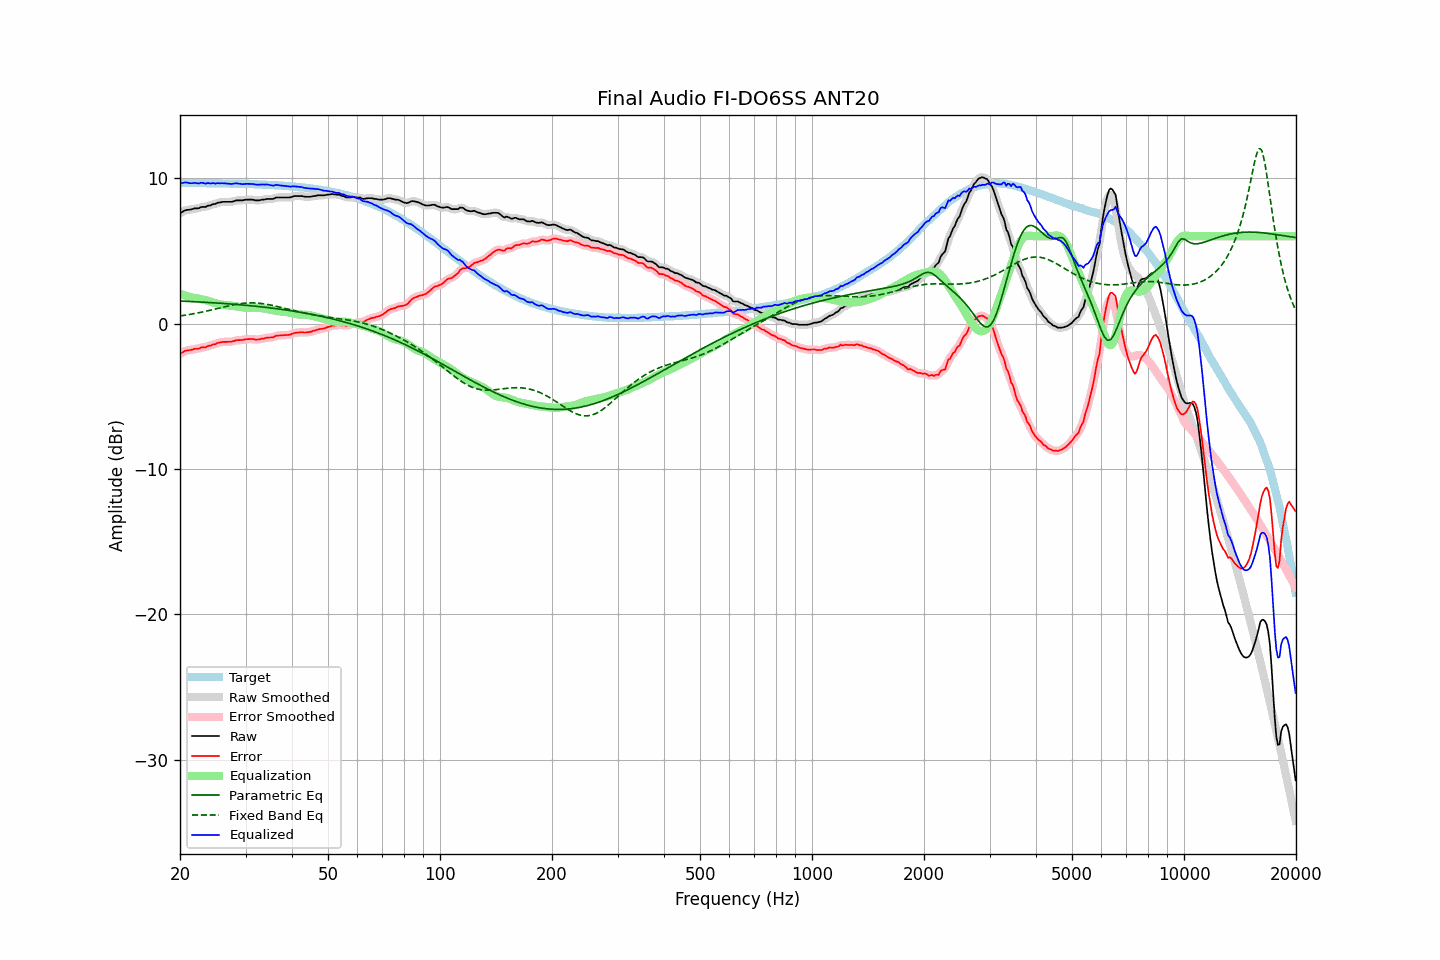 Final Audio FI-DO6SS ANT20
10
0
−10
−20
−30
Amplitude (dBr)
Target
Raw Smoothed
Error Smoothed
Raw
Error
Equalization
Parametric Eq
Fixed Band Eq
Equalized
20 50 100 200 500 1000 2000 5000 10000 20000
Frequency (Hz)